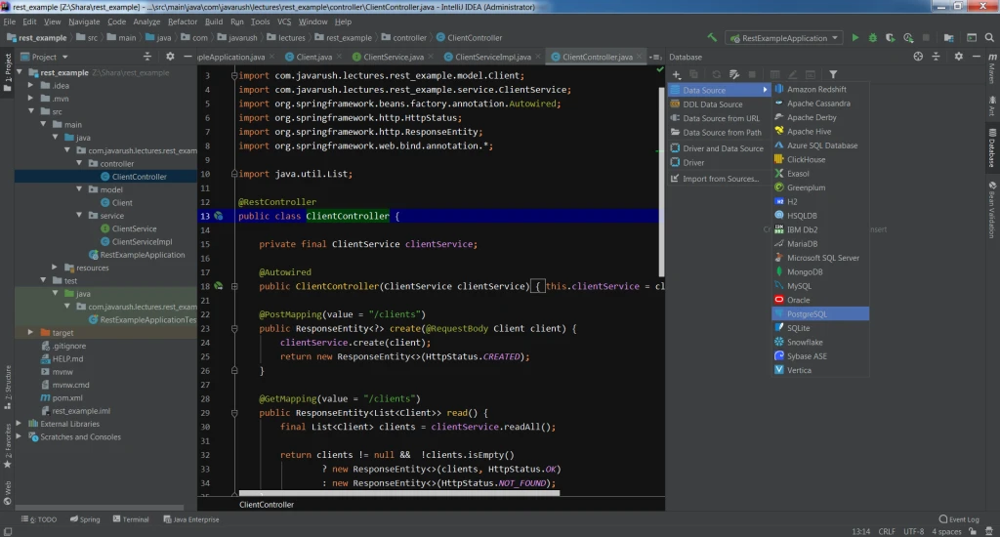 rest_example [Z:\Shara\rest_example] - ...\src\main\java\com\javarush\lectures\rest_example\controller\ClientController.java - IntelliJ IDEA (Administrator)
File Edit View Navigate Code Analyze Refactor Build Run Tools VCS Window Help
rest_example src main java com javarush lectures rest_example controller ClientController
RestExampleApplication
Project
Application.java Client.java ClientService.java ClientServiceImpl.java ClientController.java
Database
1: Project
rest_example Z:\Shara\rest_example
.idea
.mvn
src
main
java
com.javarush.lectures.rest_exam
controller
ClientController
model
Client
service
ClientService
ClientServiceImpl
RestExampleApplication
resources
test
java
com.javarush.lectures.rest_exam
RestExampleApplicationTes
target
.gitignore
HELP.md
mvnw
mvnw.cmd
pom.xml
rest_example.iml
External Libraries
Scratches and Consoles
7: Structure
2: Favorites
Web
3 import com.javarush.lectures.rest_example.model.Client;
4 import com.javarush.lectures.rest_example.service.ClientService;
5 import org.springframework.beans.factory.annotation.Autowired;
6 import org.springframework.http.HttpStatus;
7 import org.springframework.http.ResponseEntity;
8 import org.springframework.web.bind.annotation.*;
9
10 import java.util.List;
11
12 @RestController
13 public class ClientController {
14
15 private final ClientService clientService;
16
17 @Autowired
18 public ClientController(ClientService clientService) { this.clientService = cl
21
22 @PostMapping(value = "/clients")
23 public ResponseEntity<?> create(@RequestBody Client client) {
24 clientService.create(client);
25 return new ResponseEntity<>(HttpStatus.CREATED);
26 }
27
28 @GetMapping(value = "/clients")
29 public ResponseEntity<List<Client>> read() {
30 final List<Client> clients = clientService.readAll();
31
32 return clients != null && !clients.isEmpty()
33 ? new ResponseEntity<>(clients, HttpStatus.OK)
34 : new ResponseEntity<>(HttpStatus.NOT_FOUND);
ClientController
Data Source
DDL Data Source
Data Source from URL
Data Source from Path
Driver and Data Source
Driver
Import from Sources...
Amazon Redshift
Apache Cassandra
Apache Derby
Apache Hive
Azure SQL Database
ClickHouse
Exasol
Greenplum
H2
HSQLDB
IBM Db2
MariaDB
Microsoft SQL Server
MongoDB
MySQL
Oracle
PostgreSQL
SQLite
Snowflake
Sybase ASE
Vertica
Maven
Ant
Database
Bean Validation
6: TODO Spring Terminal Java Enterprise
Event Log
13:14 CRLF UTF-8 4 spaces